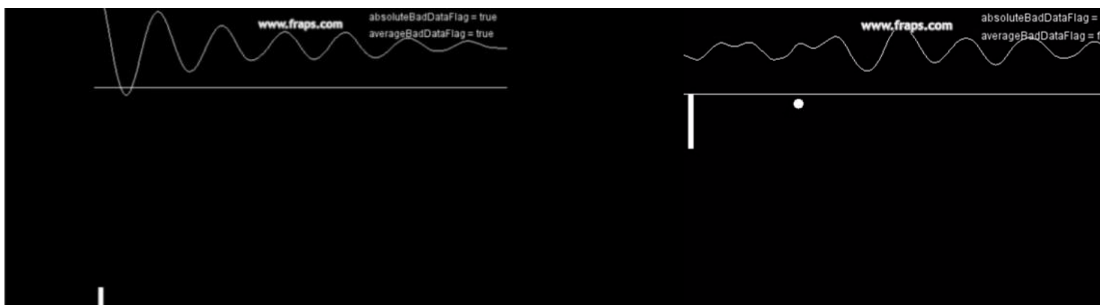 www.fraps.com
absoluteBadDataFlag = true
averageBadDataFlag = true
www.fraps.com
absoluteBadDataFlag =
averageBadDataFlag = f